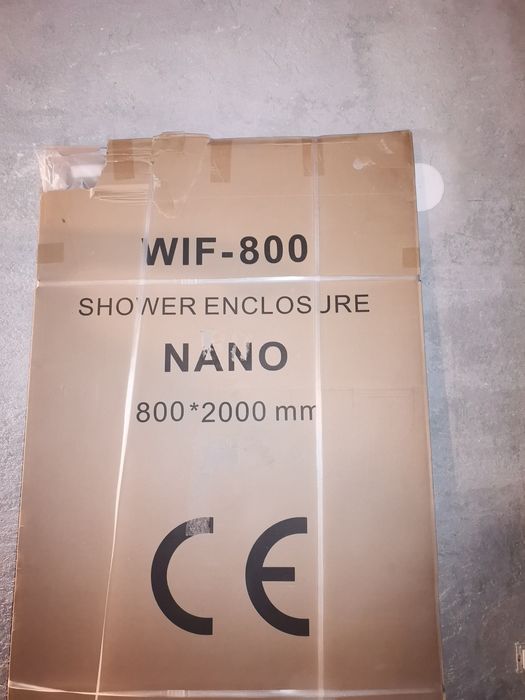 WIF-800
SHOWER ENCLOSURE
NANO
800*2000 mm
CE